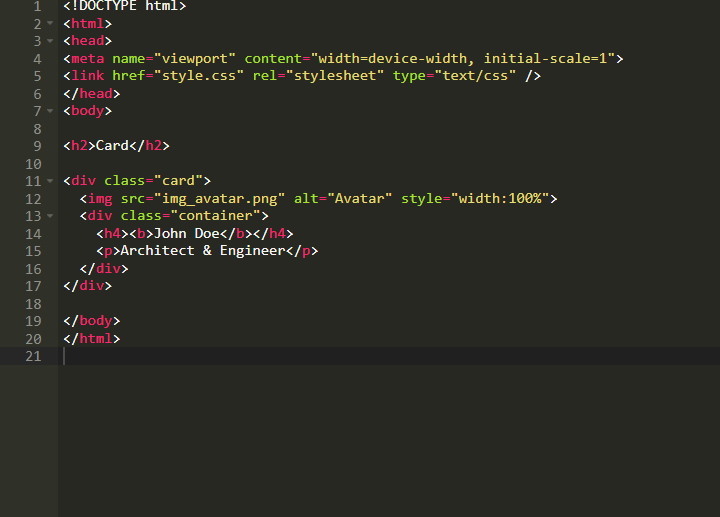 1 <!DOCTYPE html>
2 <html>
3 <head>
4 <meta name="viewport" content="width=device-width, initial-scale=1">
5 <link href="style.css" rel="stylesheet" type="text/css" />
6 </head>
7 <body>
8
9 <h2>Card</h2>
10
11 <div class="card">
12   <img src="img_avatar.png" alt="Avatar" style="width:100%">
13   <div class="container">
14     <h4><b>John Doe</b></h4>
15     <p>Architect & Engineer</p>
16   </div>
17 </div>
18
19 </body>
20 </html>
21